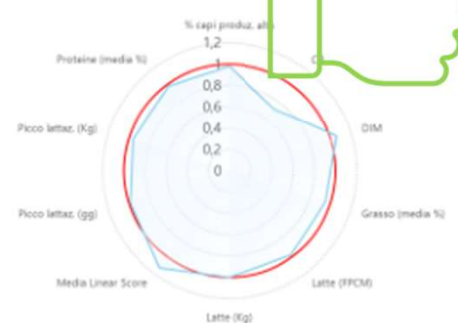 % capi produz. alta
1,2
Proteine (media %)
1
C
0,8
0,6
Picco lattaz. (Kg)
0,4
DIM
0,2
0
Picco lattaz. (gg)
Grasso (media %)
Media Linear Score
Latte (FPCM)
Latte (Kg)